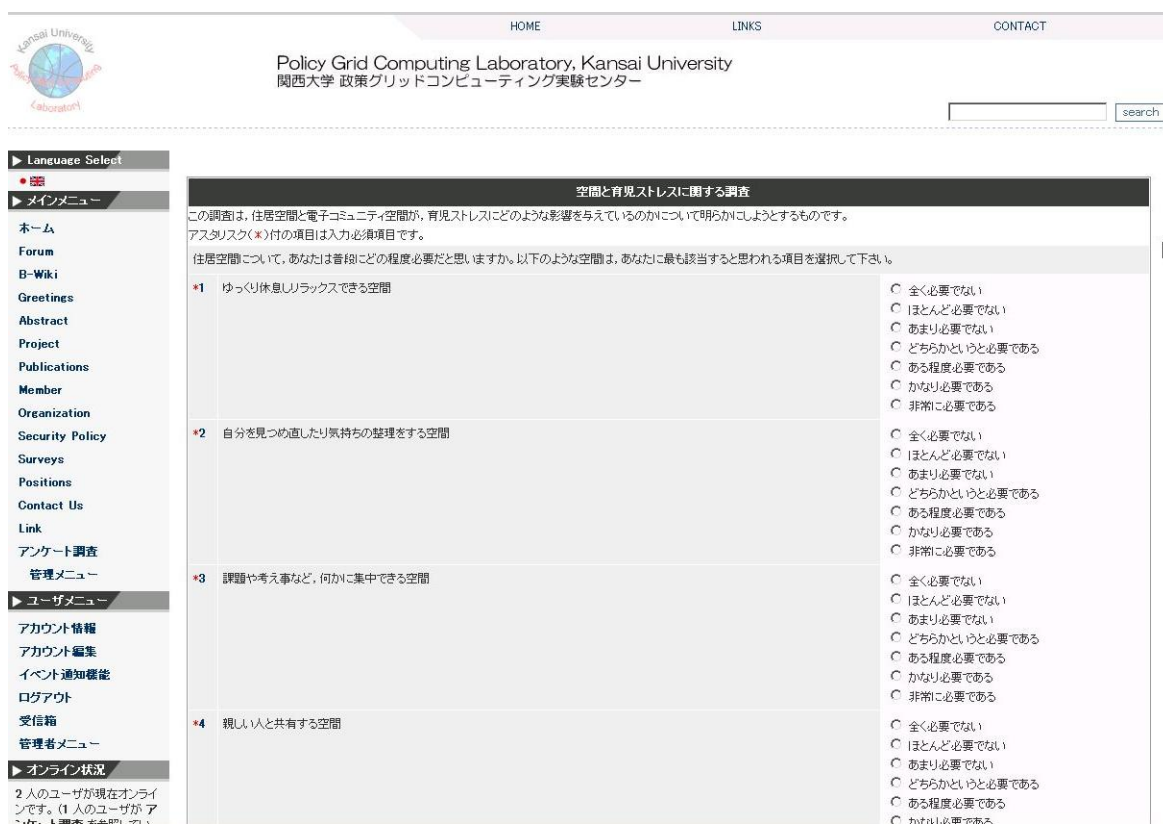 HOME
LINKS
CONTACT
Kansai University
Policy Grid Computing
Laboratory
Policy Grid Computing Laboratory, Kansai University
関西大学 政策グリッドコンピューティング実験センター
search
Language Select
メインメニュー
ホーム
Forum
B-Wiki
Greetings
Abstract
Project
Publications
Member
Organization
Security Policy
Surveys
Positions
Contact Us
Link
アンケート調査
管理メニュー
ユーザメニュー
アカウント情報
アカウント編集
イベント通知機能
ログアウト
受信箱
管理者メニュー
オンライン状況
2 人のユーザが現在オンライ
ンです。(1 人のユーザが ア
ンケート調査 を参照してい
空間と育児ストレスに関する調査
この調査は，住居空間と電子コミュニティ空間が，育児ストレスにどのような影響を与えているのかについて明らかにしようとするものです。
アスタリスク(*)付の項目は入力必須項目です。
住居空間について，あなたは普段にどの程度必要だと思いますか。以下のような空間は，あなたに最も該当すると思われる項目を選択して下さい。
*1 ゆっくり休息しリラックスできる空間
全く必要でない
ほとんど必要でない
あまり必要でない
どちらかというと必要である
ある程度必要である
かなり必要である
非常に必要である
*2 自分を見つめ直したり気持ちの整理をする空間
全く必要でない
ほとんど必要でない
あまり必要でない
どちらかというと必要である
ある程度必要である
かなり必要である
非常に必要である
*3 課題や考え事など，何かに集中できる空間
全く必要でない
ほとんど必要でない
あまり必要でない
どちらかというと必要である
ある程度必要である
かなり必要である
非常に必要である
*4 親しい人と共有する空間
全く必要でない
ほとんど必要でない
あまり必要でない
どちらかというと必要である
ある程度必要である
かなり必要である